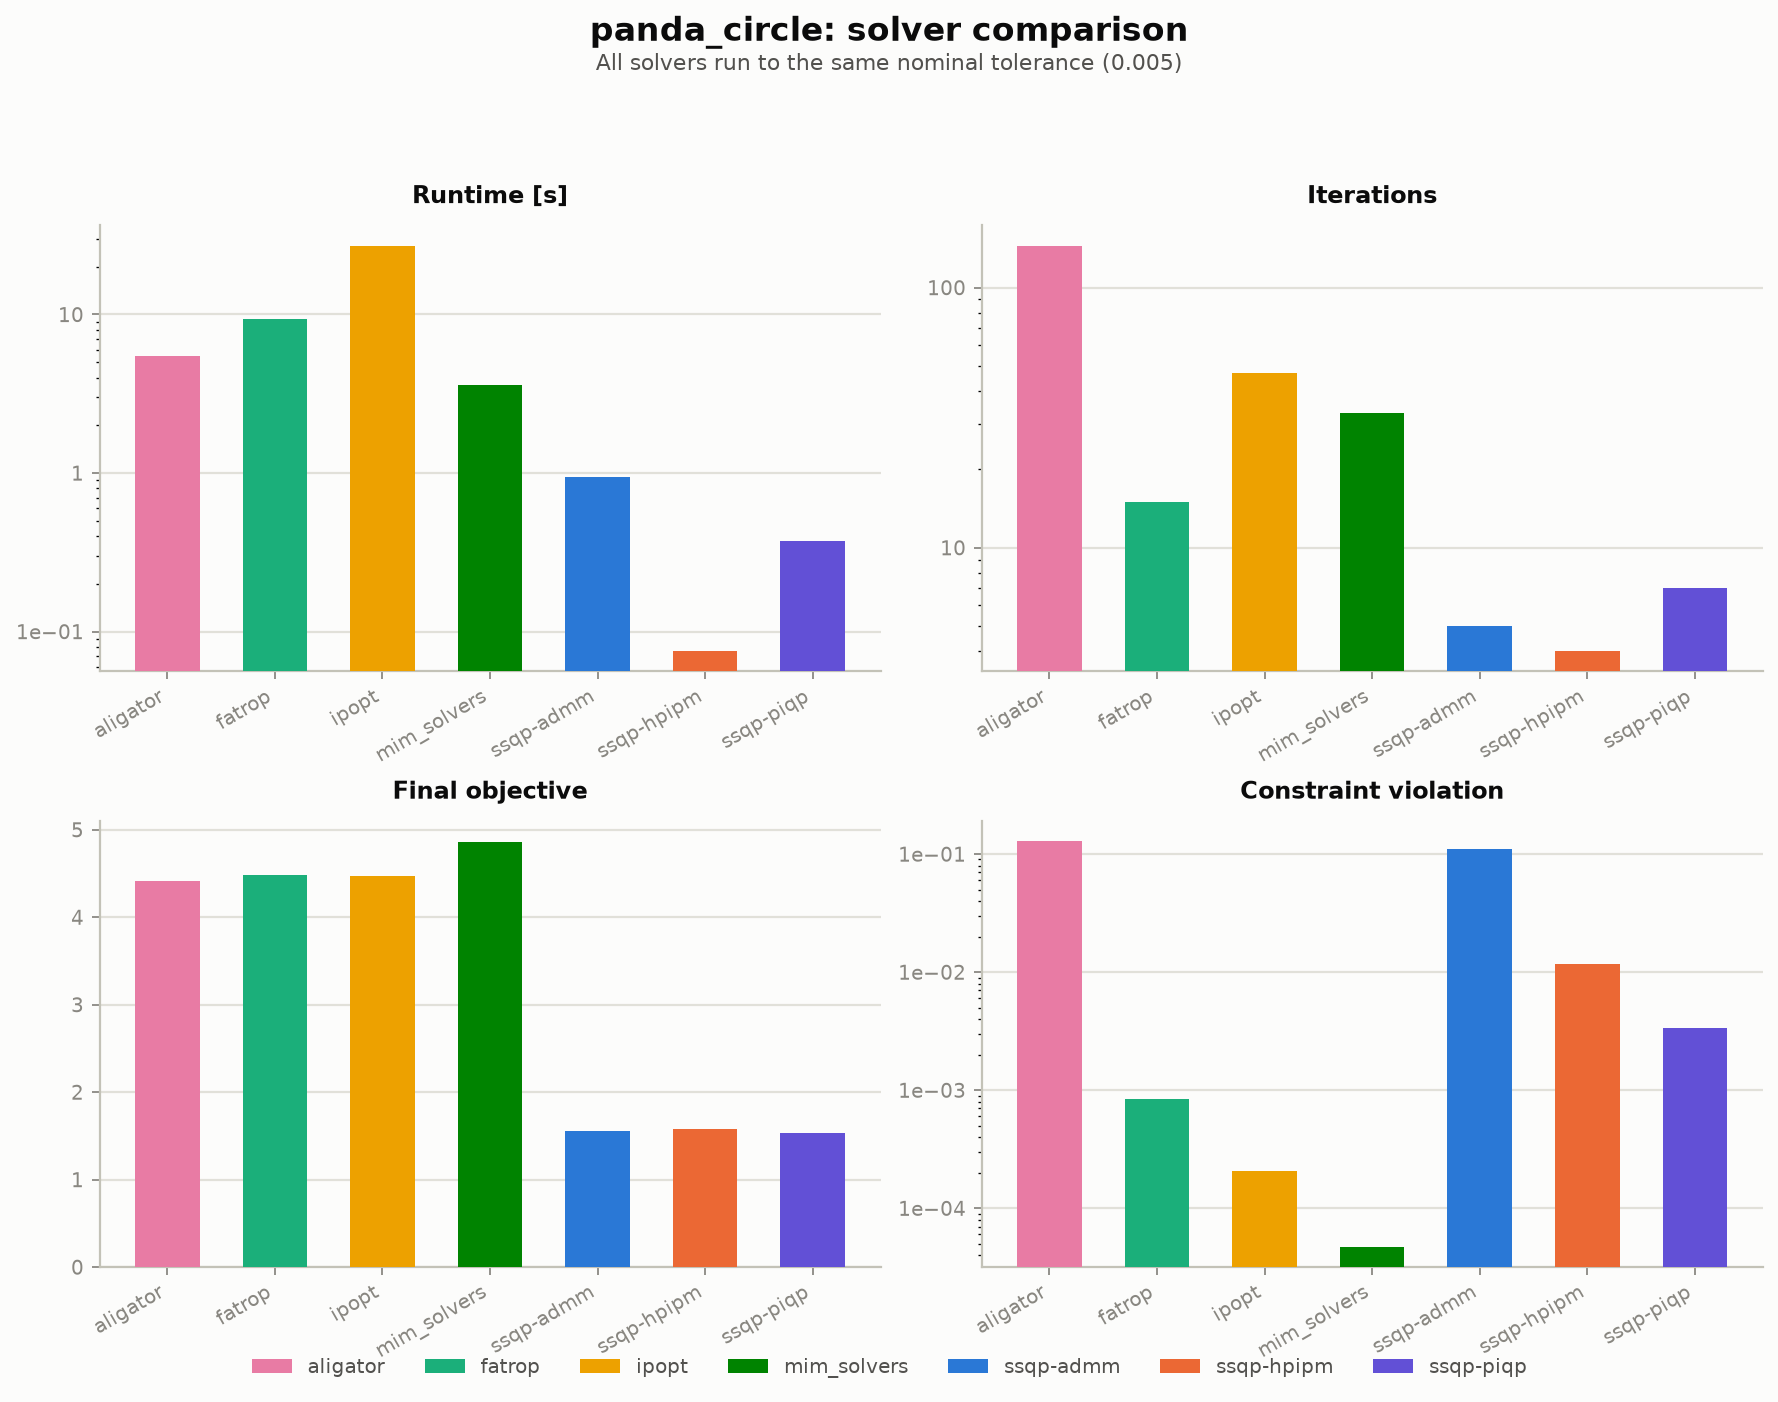 panda_circle: solver comparison
All solvers run to the same nominal tolerance (0.005)
Runtime [s]
10
1
1e−01
aligator
fatrop
ipopt
mim_solvers
ssqp-admm
ssqp-hpipm
ssqp-piqp
Iterations
100
10
aligator
fatrop
ipopt
mim_solvers
ssqp-admm
ssqp-hpipm
ssqp-piqp
Final objective
5
4
3
2
1
0
aligator
fatrop
ipopt
mim_solvers
ssqp-admm
ssqp-hpipm
ssqp-piqp
Constraint violation
1e−01
1e−02
1e−03
1e−04
aligator
fatrop
ipopt
mim_solvers
ssqp-admm
ssqp-hpipm
ssqp-piqp
aligator fatrop ipopt mim_solvers ssqp-admm ssqp-hpipm ssqp-piqp